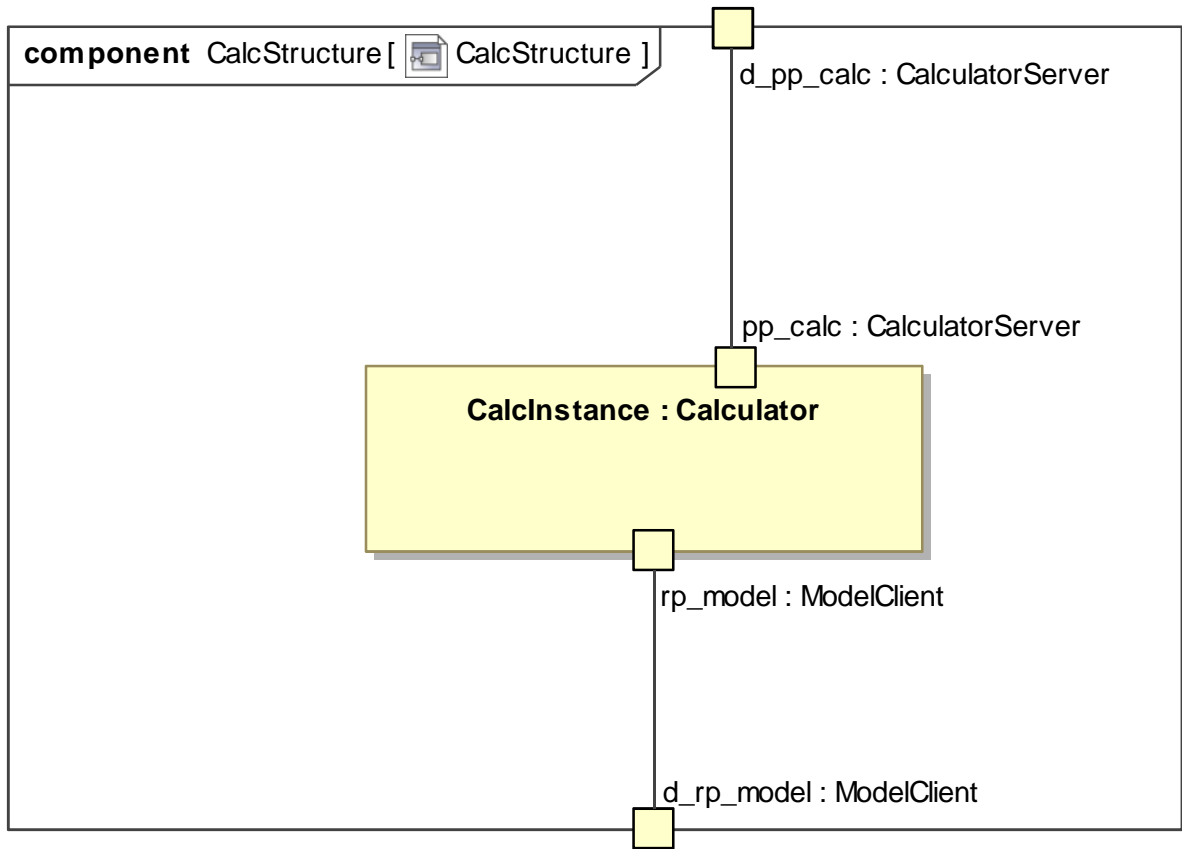 component CalcStructure [ CalcStructure ]
d_pp_calc : CalculatorServer
pp_calc : CalculatorServer
CalcInstance : Calculator
rp_model : ModelClient
d_rp_model : ModelClient